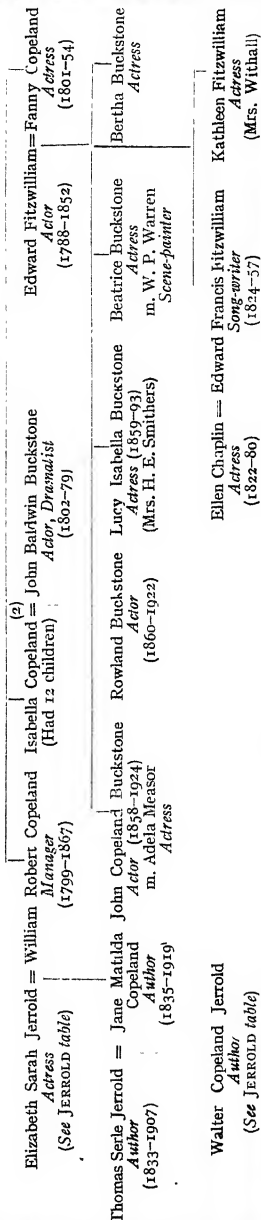 Elizabeth Sarah Jerrold = William Robert Copeland
Actress
(See JERROLD table)
Manager
(1799-1867)
(2)
Isabella Copeland = John Baldwin Buckstone
(Had 12 children)
Actor, Dramatist
(1802-79)
Edward Fitzwilliam = Fanny Copeland
Actor
(1788-1852)
Actress
(1801-54)
Thomas Serle Jerrold = Jane Matilda
Copeland
Author
(1833-1907)
Author
(1835-1919)
John Copeland Buckstone
Actor (1858-1924)
m. Adela Measor
Actress
Rowland Buckstone
Actor
(1860-1922)
Lucy Isabella Buckstone
Actress (1859-93)
(Mrs. H. E. Smithers)
Beatrice Buckstone
Actress
m. W. P. Warren
Scene-painter
Bertha Buckstone
Actress
Walter Copeland Jerrold
Author
(See JERROLD table)
Ellen Chaplin = Edward Francis Fitzwilliam
Actress
(1822-80)
Song-writer
(1824-57)
Kathleen Fitzwilliam
Actress
(Mrs. Withall)